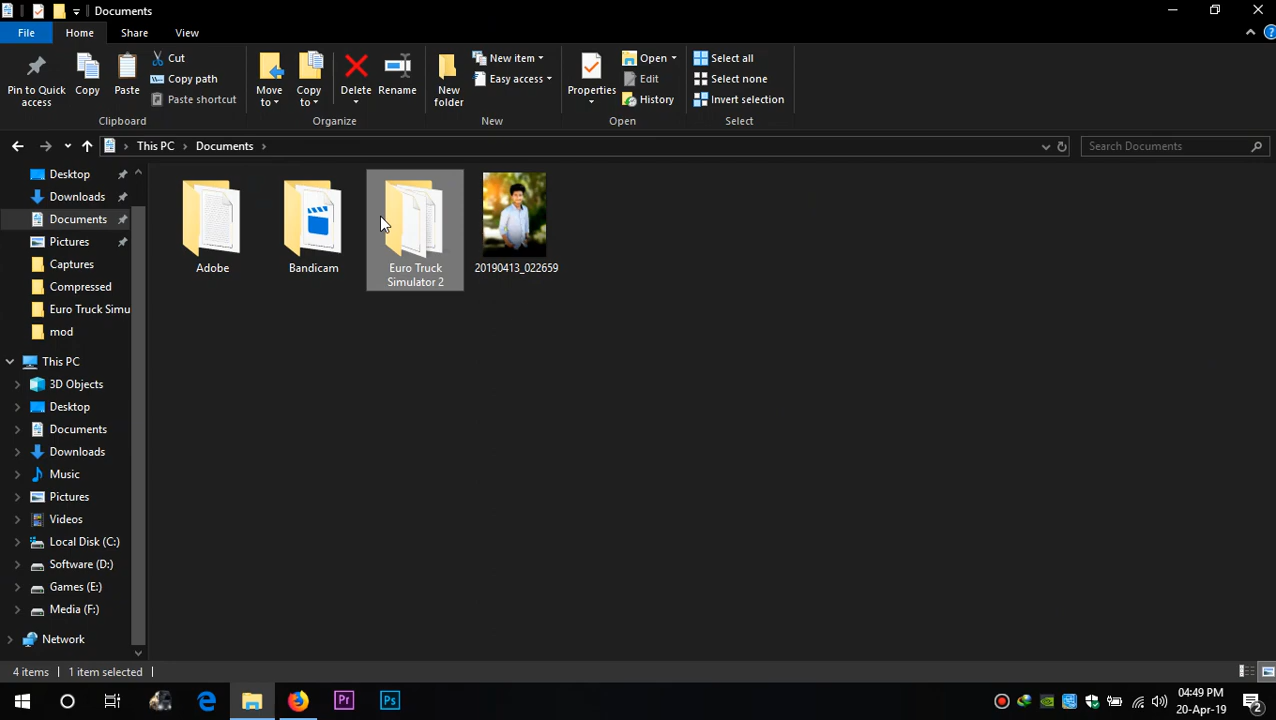 Documents
File
Home
Share
View
Pin to Quick
access
Copy
Paste
Cut
Copy path
Paste shortcut
Clipboard
Move
to
Copy
to
Delete
Rename
Organize
New
folder
New item
Easy access
New
Properties
Open
Edit
History
Open
Select all
Select none
Invert selection
Select
This PC
Documents
Search Documents
Desktop
Downloads
Documents
Pictures
Captures
Compressed
Euro Truck Simu
mod
This PC
3D Objects
Desktop
Documents
Downloads
Music
Pictures
Videos
Local Disk (C:)
Software (D:)
Games (E:)
Media (F:)
Network
Adobe
Bandicam
Euro Truck
Simulator 2
20190413_022659
4 items
1 item selected
Pr
Ps
04:49 PM
20-Apr-19
2